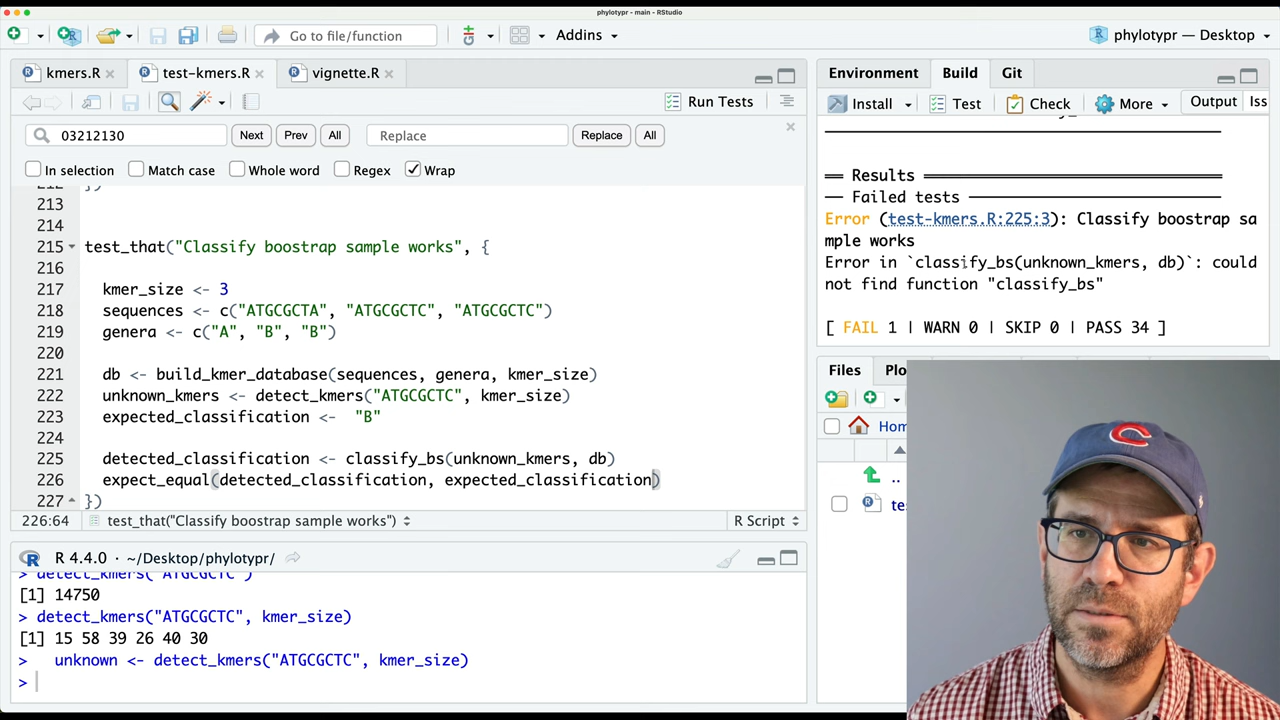 phylotypr - main - RStudio
Go to file/function
Addins
phylotypr — Desktop
kmers.R
test-kmers.R
vignette.R
Environment
Build
Git
Run Tests
Install
Test
Check
More
Output
Iss
03212130
Next
Prev
All
Replace
Replace
All
In selection
Match case
Whole word
Regex
Wrap
212 })
213
214
215 test_that("Classify boostrap sample works", {
216
217 kmer_size <- 3
218 sequences <- c("ATGCGCTA", "ATGCGCTC", "ATGCGCTC")
219 genera <- c("A", "B", "B")
220
221 db <- build_kmer_database(sequences, genera, kmer_size)
222 unknown_kmers <- detect_kmers("ATGCGCTC", kmer_size)
223 expected_classification <- "B"
224
225 detected_classification <- classify_bs(unknown_kmers, db)
226 expect_equal(detected_classification, expected_classification)
227 })
226:64
test_that("Classify boostrap sample works")
R Script
══ Results ══
── Failed tests ──
Error (test-kmers.R:225:3): Classify boostrap sa
mple works
Error in `classify_bs(unknown_kmers, db)`: could
not find function "classify_bs"
[ FAIL 1 | WARN 0 | SKIP 0 | PASS 34 ]
Files
Plo
Hom
..
te
R 4.4.0 · ~/Desktop/phylotypr/
> detect_kmers("ATGCGCTC")
[1] 14750
> detect_kmers("ATGCGCTC", kmer_size)
[1] 15 58 39 26 40 30
> unknown <- detect_kmers("ATGCGCTC", kmer_size)
>
C